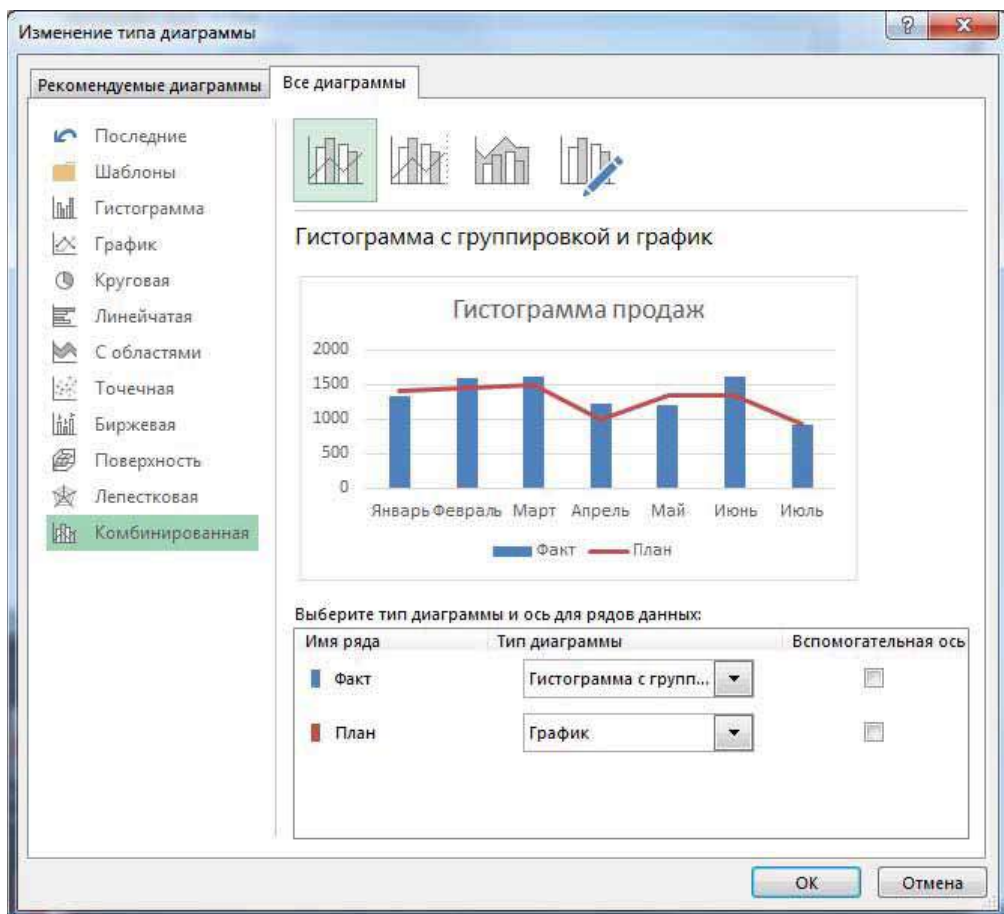 Изменение типа диаграммы
Рекомендуемые диаграммы
Все диаграммы
Последние
Шаблоны
Гистограмма
График
Круговая
Линейчатая
С областями
Точечная
Биржевая
Поверхность
Лепестковая
Комбинированная
Гистограмма с группировкой и график
Гистограмма продаж
2000
1500
1000
500
0
Январь Февраль Март Апрель Май Июнь Июль
Факт План
Выберите тип диаграммы и ось для рядов данных:
Имя ряда Тип диаграммы Вспомогательная ось
Факт Гистограмма с групп...
План График
ОК Отмена